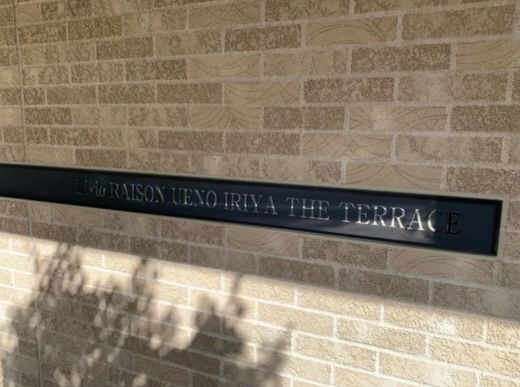 Livio RAISON UENO IRIYA THE TERRACE